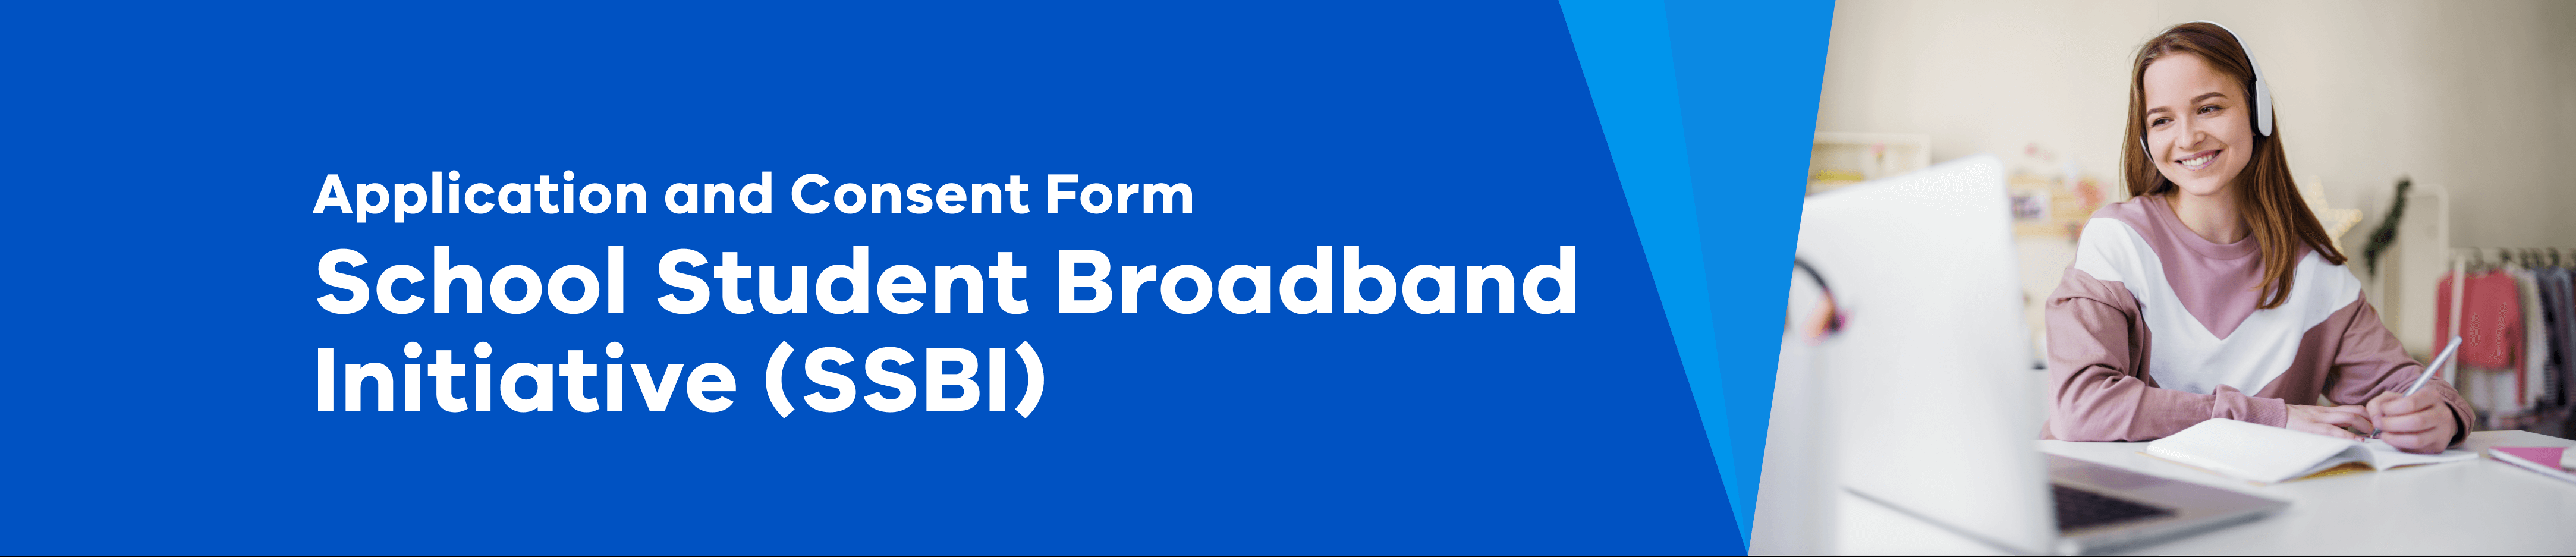 Application and Consent Form
School Student Broadband
Initiative (SSBI)